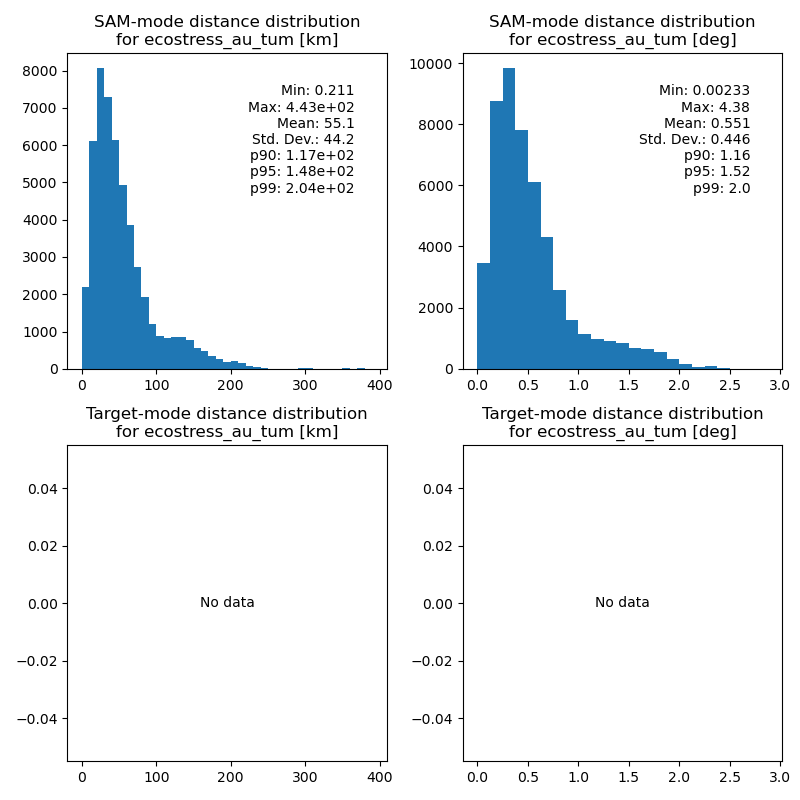 SAM-mode distance distribution
for ecostress_au_tum [km]
8000
7000
6000
5000
4000
3000
2000
1000
0
Min: 0.211
Max: 4.43e+02
Mean: 55.1
Std. Dev.: 44.2
p90: 1.17e+02
p95: 1.48e+02
p99: 2.04e+02
0 100 200 300 400
SAM-mode distance distribution
for ecostress_au_tum [deg]
10000
8000
6000
4000
2000
0
Min: 0.00233
Max: 4.38
Mean: 0.551
Std. Dev.: 0.446
p90: 1.16
p95: 1.52
p99: 2.0
0.0 0.5 1.0 1.5 2.0 2.5 3.0
Target-mode distance distribution
for ecostress_au_tum [km]
0.04
0.02
0.00
−0.02
−0.04
No data
0 100 200 300 400
Target-mode distance distribution
for ecostress_au_tum [deg]
0.04
0.02
0.00
−0.02
−0.04
No data
0.0 0.5 1.0 1.5 2.0 2.5 3.0